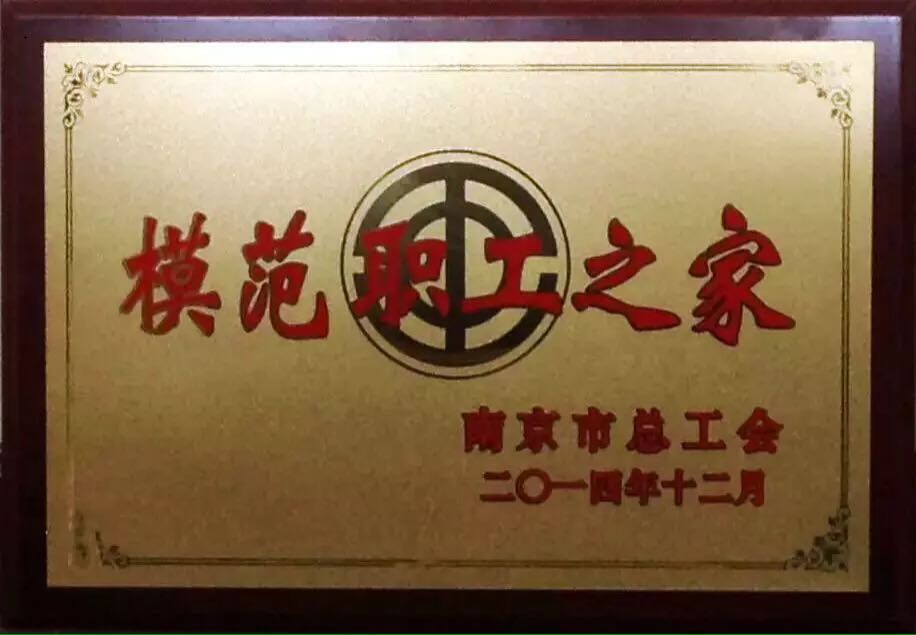 模范职工之家
南京市总工会
二〇一四年十二月